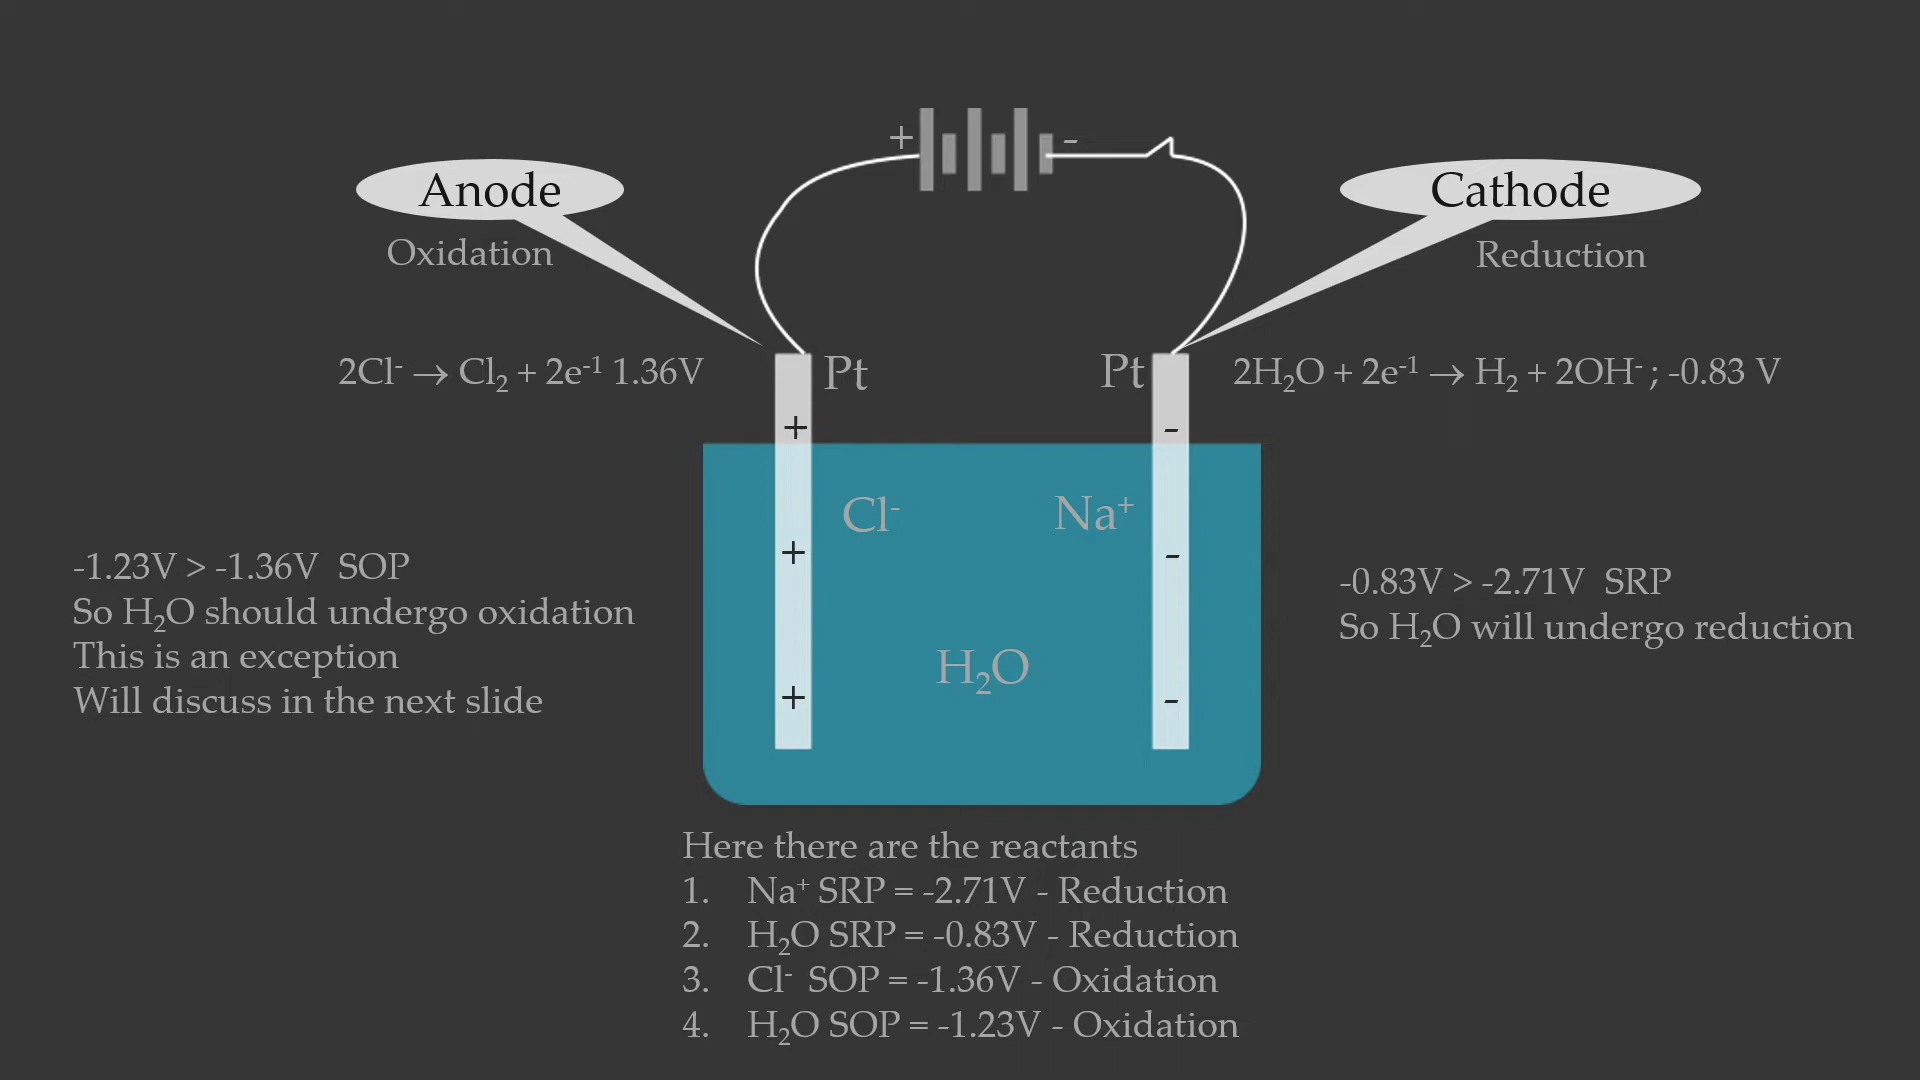 + -
Anode
Oxidation
Cathode
Reduction
2Cl⁻ → Cl₂ + 2e⁻¹ 1.36V
Pt
Pt
2H₂O + 2e⁻¹ → H₂ + 2OH⁻ ; -0.83 V
+ -
Cl⁻ Na⁺
+ -
H₂O
+ -
-1.23V > -1.36V SOP
So H₂O should undergo oxidation
This is an exception
Will discuss in the next slide
-0.83V > -2.71V SRP
So H₂O will undergo reduction
Here there are the reactants
1. Na⁺ SRP = -2.71V - Reduction
2. H₂O SRP = -0.83V - Reduction
3. Cl⁻ SOP = -1.36V - Oxidation
4. H₂O SOP = -1.23V - Oxidation